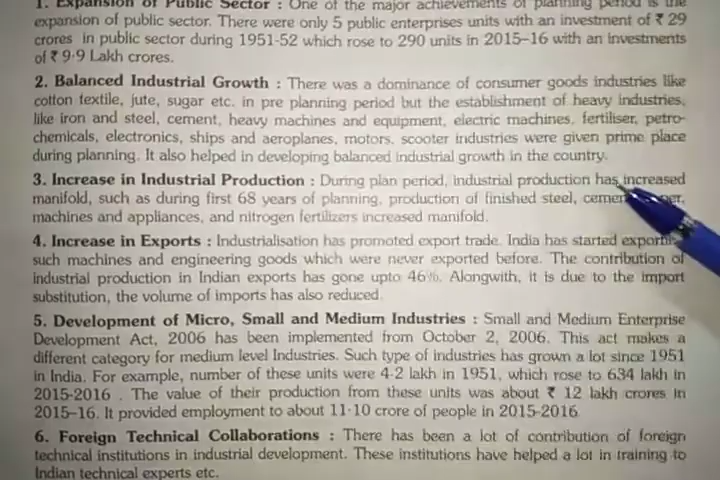 1. Expansion of Public Sector : One of the major achievements of planning period is the
expansion of public sector. There were only 5 public enterprises units with an investment of ₹ 29
crores in public sector during 1951-52 which rose to 290 units in 2015–16 with an investments
of ₹ 9·9 Lakh crores.
2. Balanced Industrial Growth : There was a dominance of consumer goods industries like
cotton textile, jute, sugar etc. in pre planning period but the establishment of heavy industries,
like iron and steel, cement, heavy machines and equipment, electric machines, fertiliser, petro-
chemicals, electronics, ships and aeroplanes, motors, scooter industries were given prime place
during planning. It also helped in developing balanced industrial growth in the country.
3. Increase in Industrial Production : During plan period, industrial production has increased
manifold, such as during first 68 years of planning, production of finished steel,
machines and appliances, and nitrogen fertilizers increased manifold.
4. Increase in Exports : Industrialisation has promoted export trade. India has started
such machines and engineering goods which were never exported before. The contribution of
industrial production in Indian exports has gone upto 46%. Alongwith, it is due to the import
substitution, the volume of imports has also reduced.
5. Development of Micro, Small and Medium Industries : Small and Medium Enterprise
Development Act, 2006 has been implemented from October 2, 2006. This act makes a
different category for medium level Industries. Such type of industries has grown a lot since 1951
in India. For example, number of these units were 4·2 lakh in 1951, which rose to 634 lakh in
2015-2016 . The value of their production from these units was about ₹ 12 lakh crores in
2015–16. It provided employment to about 11·10 crore of people in 2015-2016.
6. Foreign Technical Collaborations : There has been a lot of contribution of foreign
technical institutions in industrial development. These institutions have helped a lot in training to
Indian technical experts etc.